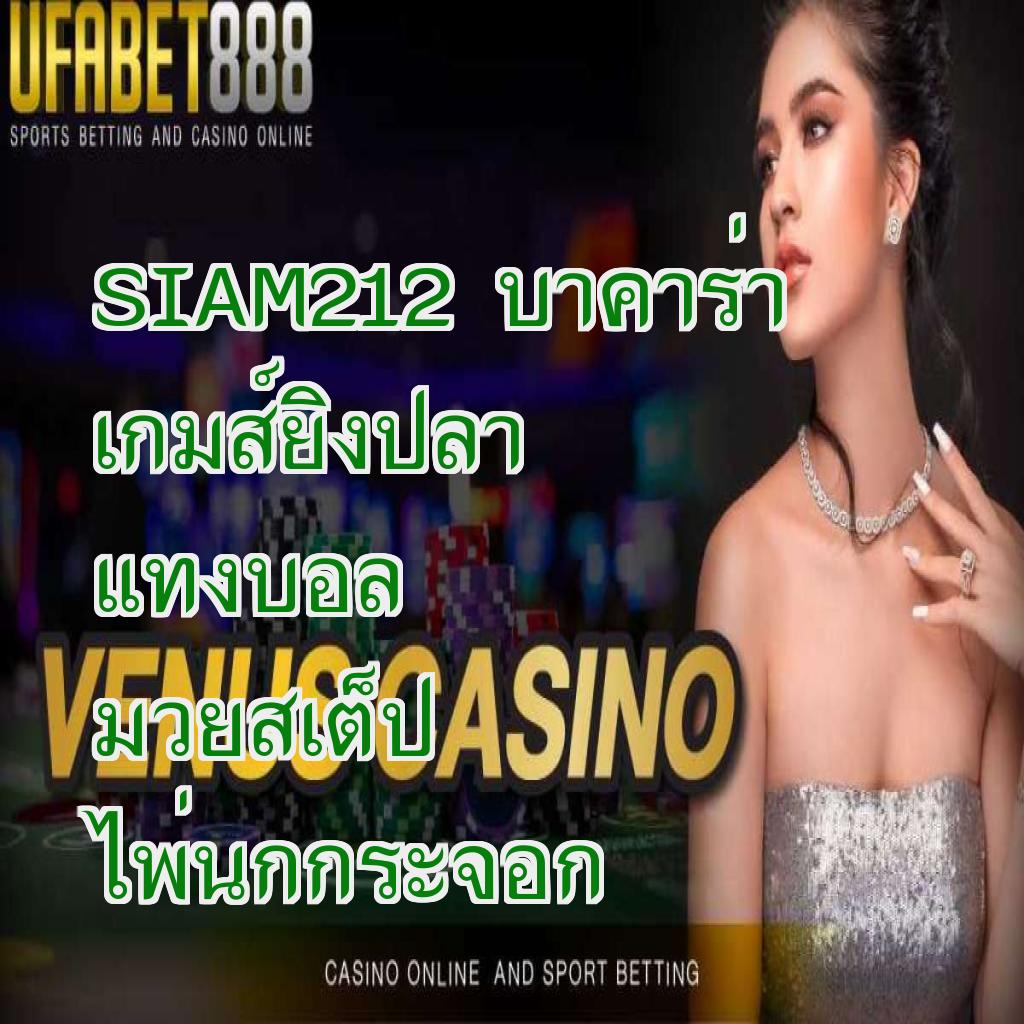 UFABET888
SPORTS BETTING AND CASINO ONLINE
SIAM212 บาคาร่า
เกมส์ยิงปลา
แทงบอล
VENUS CASINO
มวยสเต็ป
ไพ่นกกระจอก
CASINO ONLINE AND SPORT BETTING